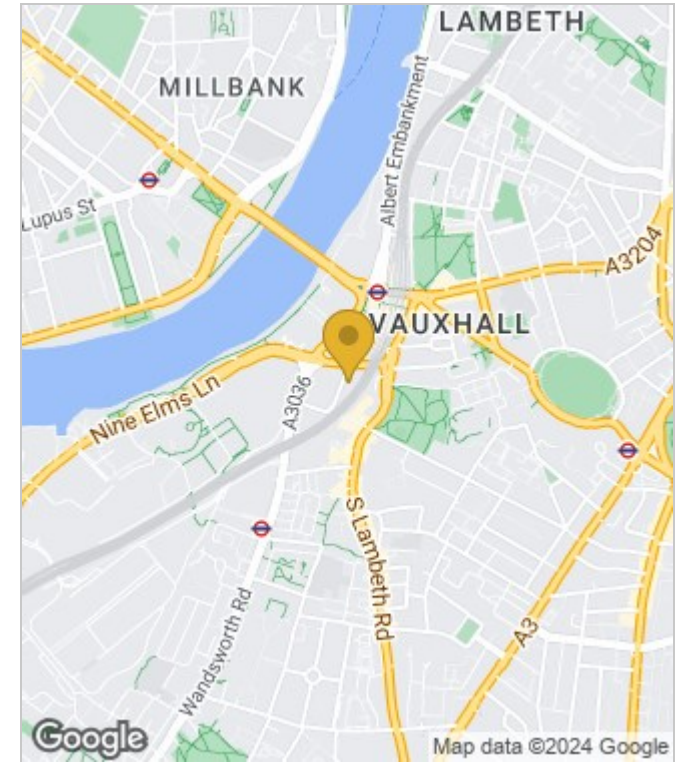 LAMBETH
MILLBANK
Albert Embankment
Lupus St
A3204
VAUXHALL
Nine Elms Ln
A3036
S Lambeth Rd
Wandsworth Rd
A3
Google
Map data ©2024 Google